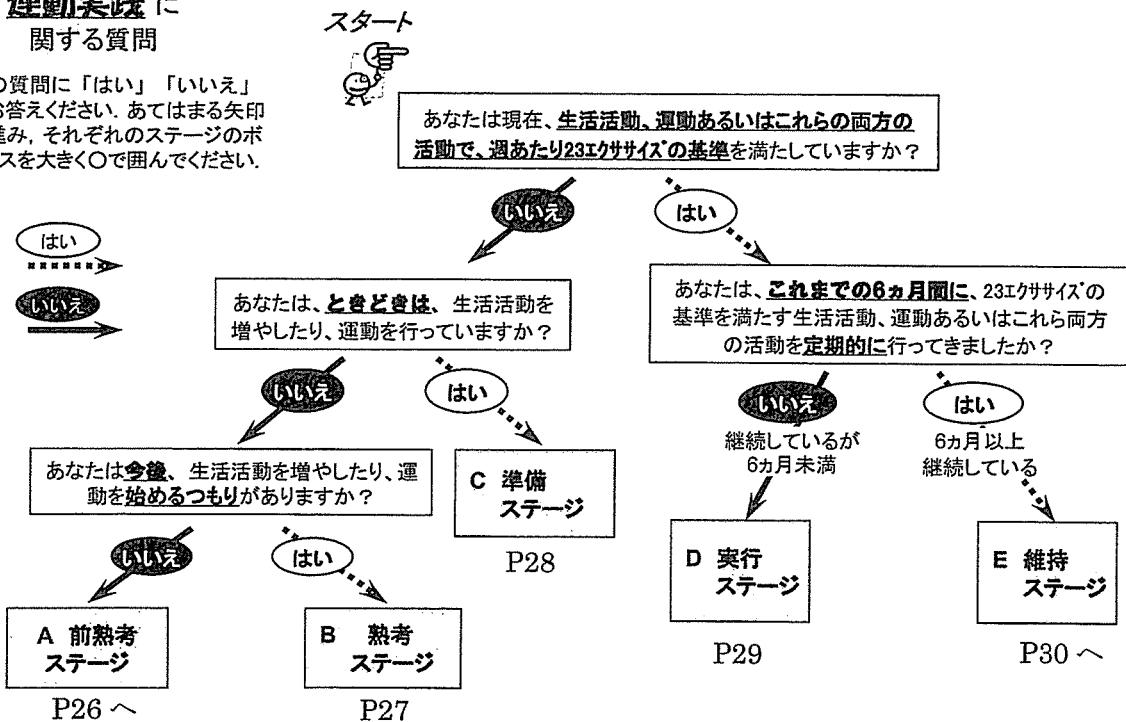 運動実践に
関する質問
の質問に「はい」「いいえ」
お答えください. あてはまる矢印
進み, それぞれのステージのボ
スを大きく○で囲んでください.
はい
いいえ
スタート
あなたは現在、生活活動、運動あるいはこれらの両方の
活動で、週あたり23エクササイズの基準を満たしていますか？
いいえ
はい
あなたは、ときどきは、生活活動を
増やしたり、運動を行っていますか？
あなたは、これまでの6ヵ月間に、23エクササイズの
基準を満たす生活活動、運動あるいはこれら両方
の活動を定期的に行ってきましたか？
いいえ
はい
いいえ
はい
継続しているが
6ヵ月未満
6ヵ月以上
継続している
あなたは今後、生活活動を増やしたり、運
動を始めるつもりがありますか？
C 準備
ステージ
P28
いいえ
はい
D 実行
ステージ
P29
E 維持
ステージ
P30 へ
A 前熟考
ステージ
P26 へ
B 熟考
ステージ
P27